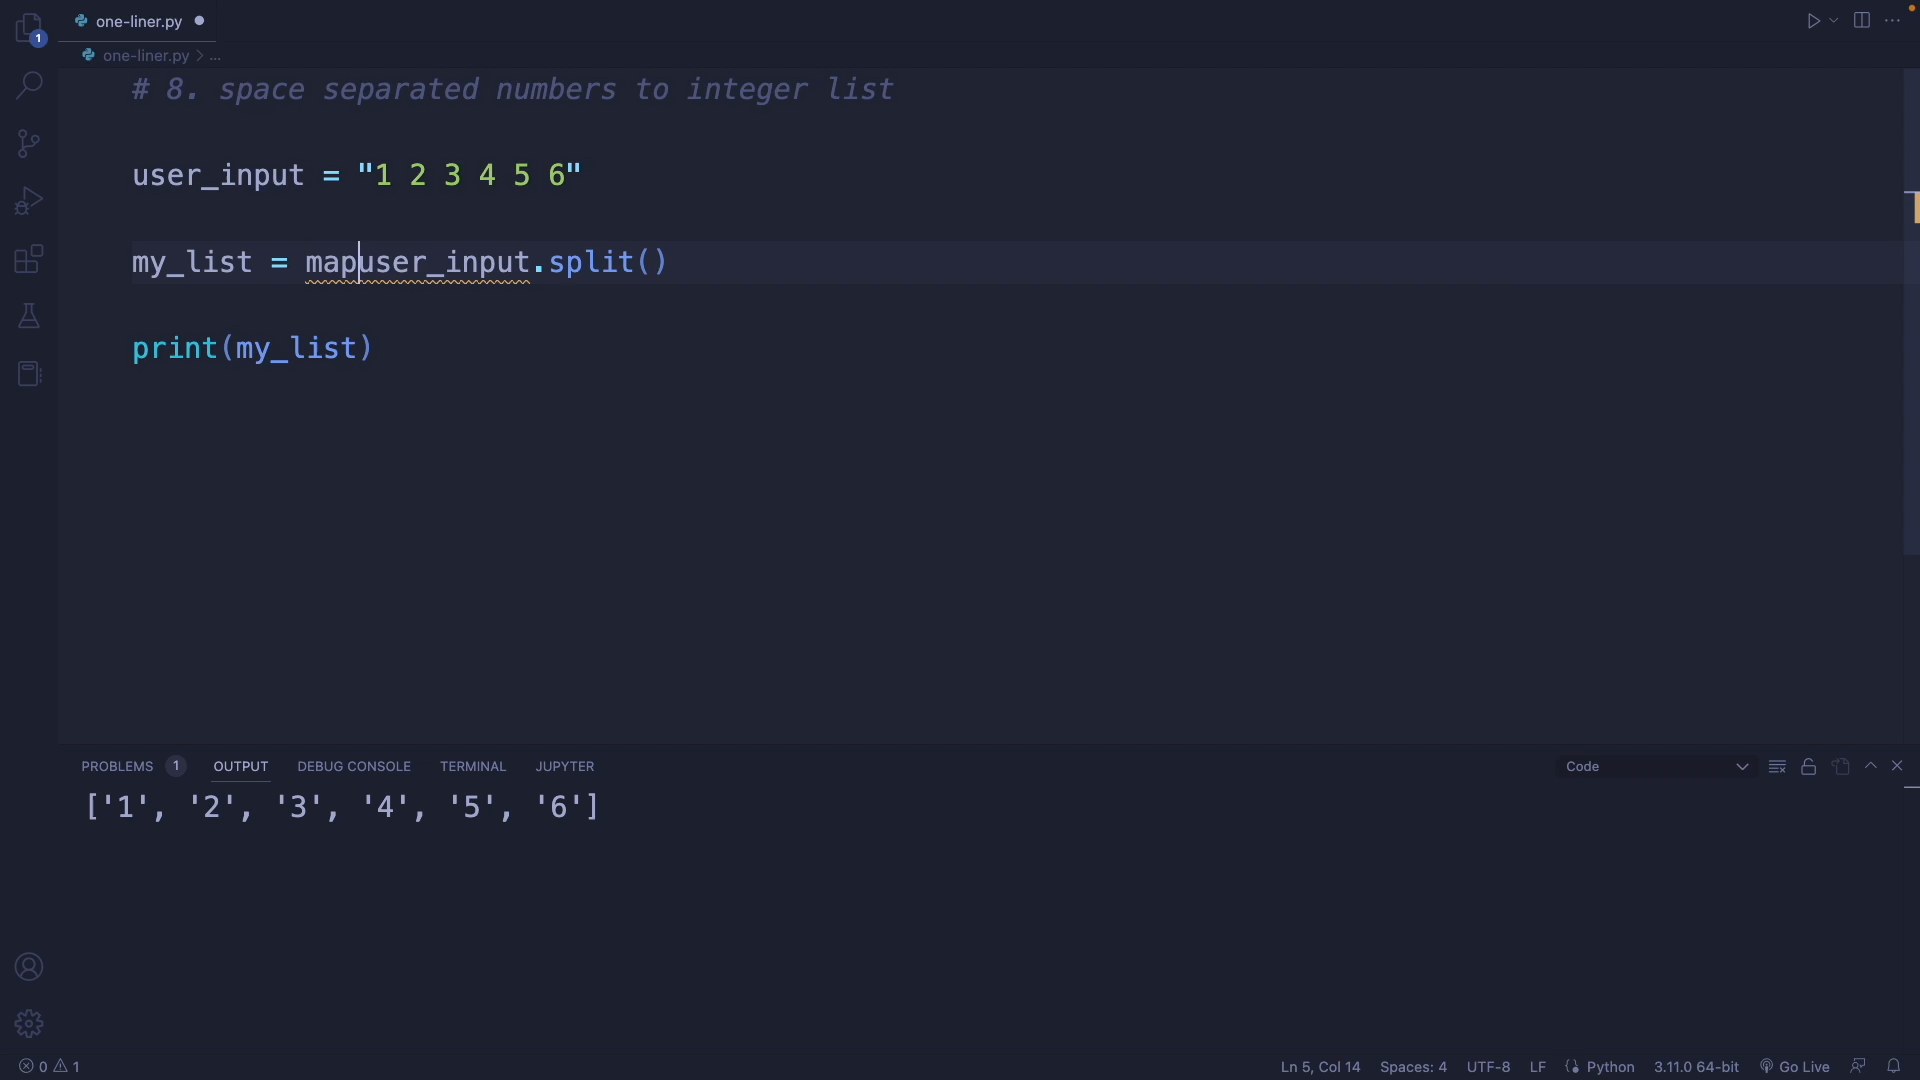 1
one-liner.py
one-liner.py > ...
# 8. space separated numbers to integer list
user_input = "1 2 3 4 5 6"
my_list = mapuser_input.split()
print(my_list)
PROBLEMS 1 OUTPUT DEBUG CONSOLE TERMINAL JUPYTER Code
['1', '2', '3', '4', '5', '6']
0 1 Ln 5, Col 14 Spaces: 4 UTF-8 LF Python 3.11.0 64-bit Go Live